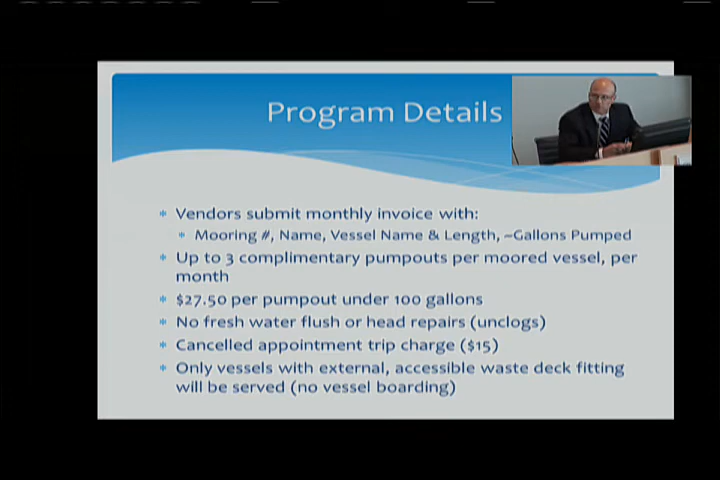 Program Details
* Vendors submit monthly invoice with:
* Mooring #, Name, Vessel Name & Length, ~Gallons Pumped
* Up to 3 complimentary pumpouts per moored vessel, per
month
* $27.50 per pumpout under 100 gallons
* No fresh water flush or head repairs (unclogs)
* Cancelled appointment trip charge ($15)
* Only vessels with external, accessible waste deck fitting
will be served (no vessel boarding)